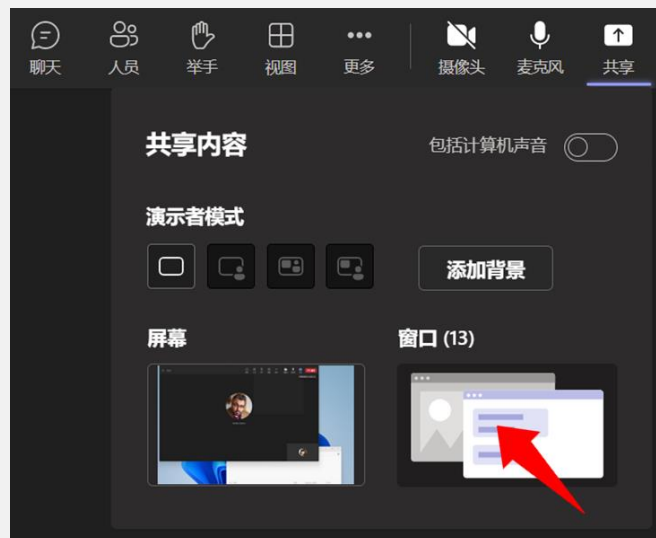 聊天 人员 举手 视图 更多 摄像头 麦克风 共享
共享内容 包括计算机声音
演示者模式
添加背景
屏幕 窗口 (13)